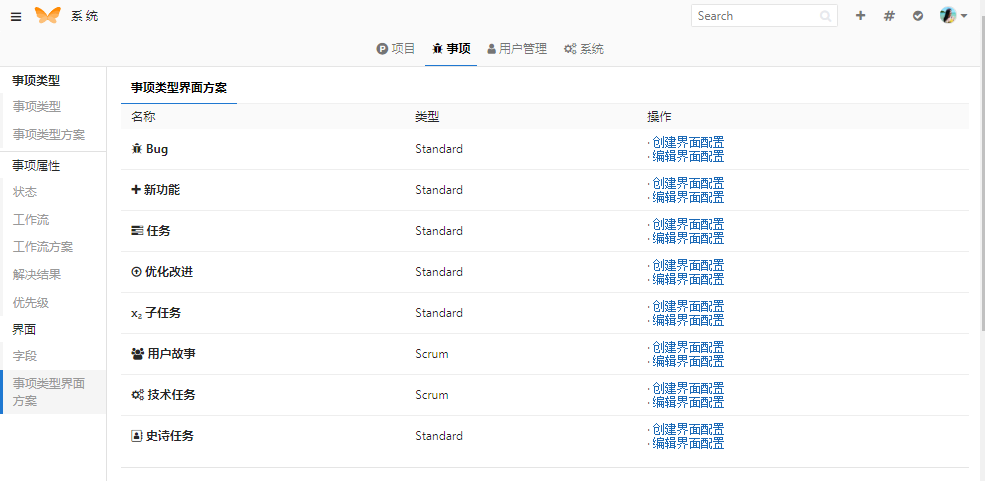 系统
Search
项目 事项 用户管理 系统
事项类型
事项类型
事项类型方案
事项属性
状态
工作流
工作流方案
解决结果
优先级
界面
字段
事项类型界面
方案
事项类型界面方案
名称 类型 操作
Bug Standard · 创建界面配置
· 编辑界面配置
新功能 Standard · 创建界面配置
· 编辑界面配置
任务 Standard · 创建界面配置
· 编辑界面配置
优化改进 Standard · 创建界面配置
· 编辑界面配置
x₂ 子任务 Standard · 创建界面配置
· 编辑界面配置
用户故事 Scrum · 创建界面配置
· 编辑界面配置
技术任务 Scrum · 创建界面配置
· 编辑界面配置
史诗任务 Standard · 创建界面配置
· 编辑界面配置